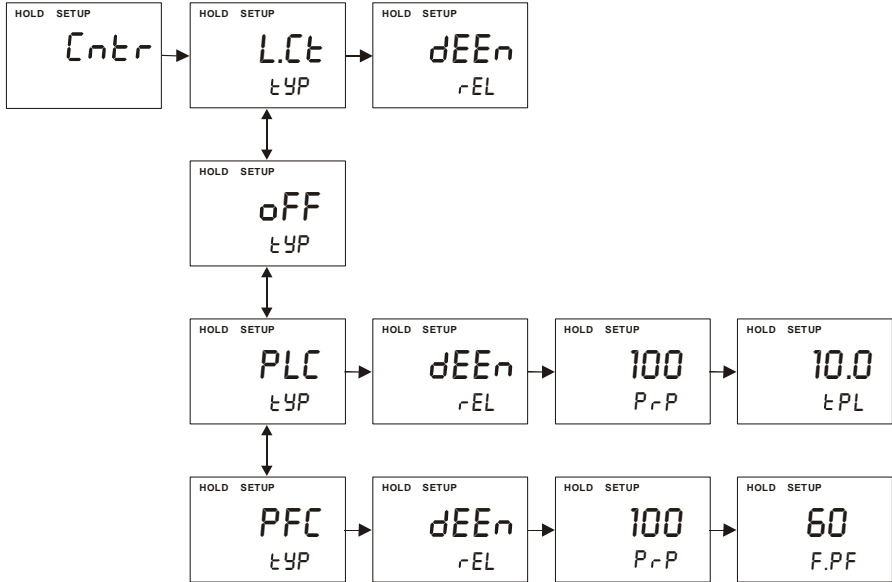 HOLD SETUP HOLD SETUP HOLD SETUP
Cntr L.Ct dEEn
tYP rEL
HOLD SETUP
oFF
tYP
HOLD SETUP HOLD SETUP HOLD SETUP HOLD SETUP
PLC dEEn 100 10.0
tYP rEL PrP tPL
HOLD SETUP HOLD SETUP HOLD SETUP HOLD SETUP
PFC dEEn 100 60
tYP rEL PrP F.PF